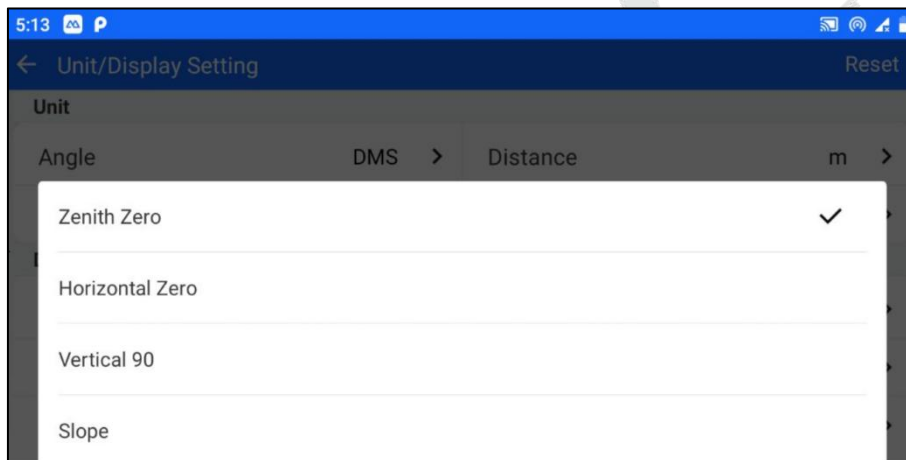 5:13
Unit/Display Setting Reset
Unit
Angle DMS Distance m
Zenith Zero
Horizontal Zero
Vertical 90
Slope